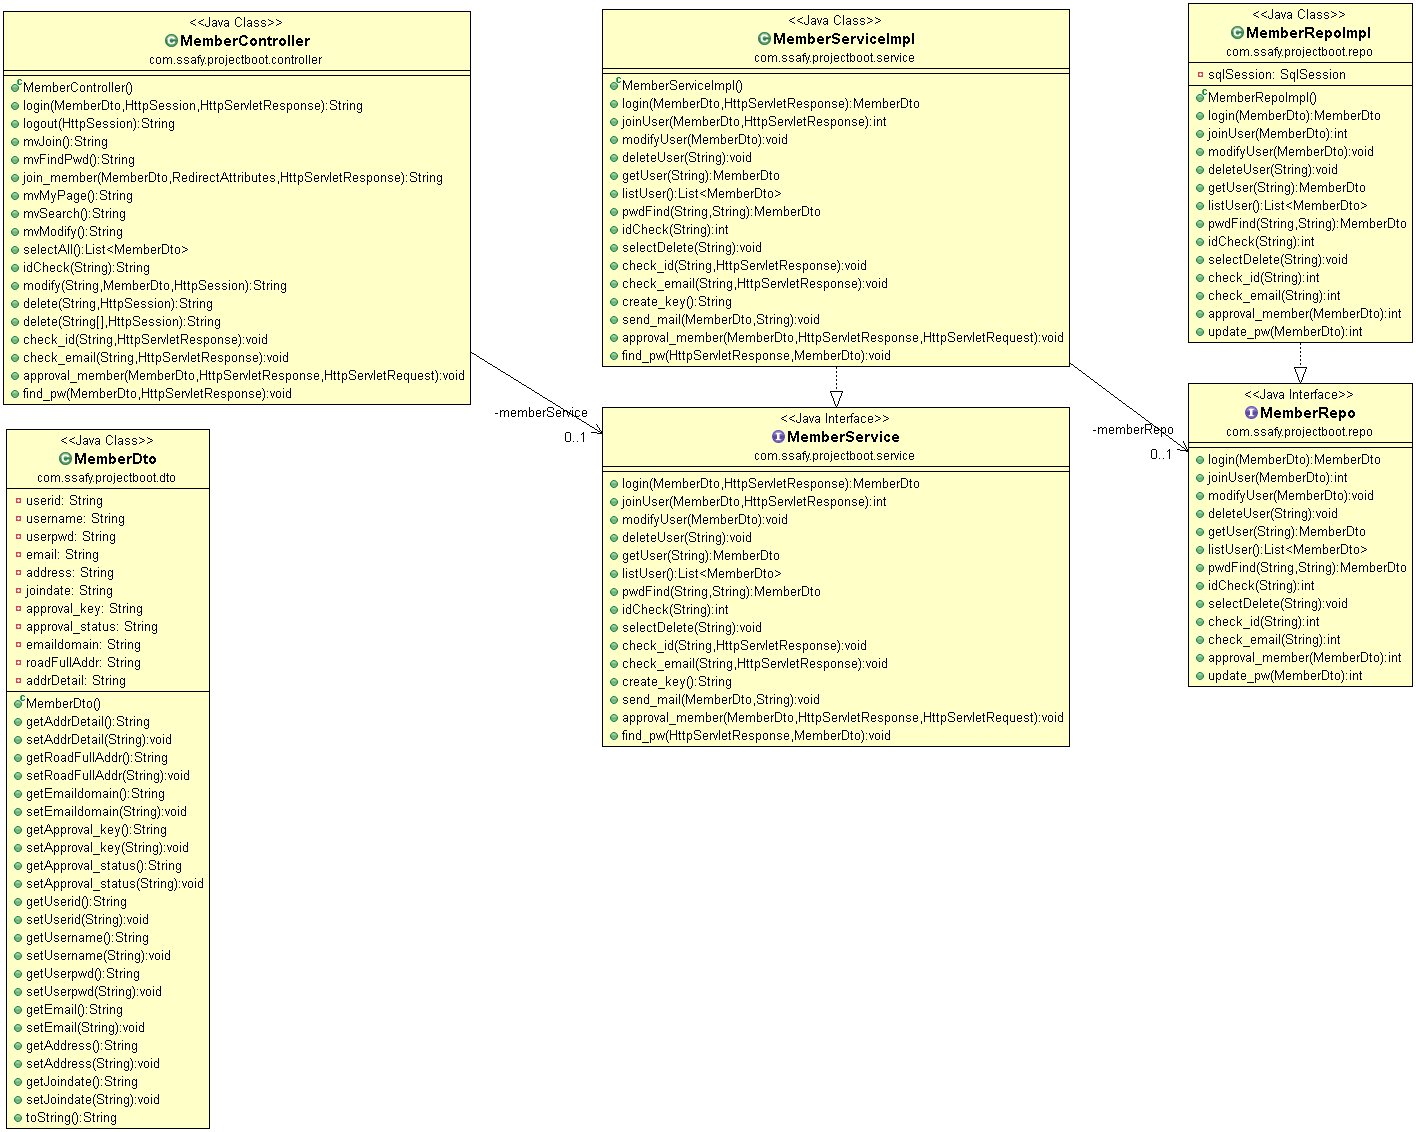 <<Java Class>>
MemberController
com.ssafy.projectboot.controller
MemberController()
login(MemberDto,HttpSession,HttpServletResponse):String
logout(HttpSession):String
mvJoin():String
mvFindPwd():String
join_member(MemberDto,RedirectAttributes,HttpServletResponse):String
mvMyPage():String
mvSearch():String
mvModify():String
selectAll():List<MemberDto>
idCheck(String):String
modify(String,MemberDto,HttpSession):String
delete(String,HttpSession):String
delete(String[],HttpSession):String
check_id(String,HttpServletResponse):void
check_email(String,HttpServletResponse):void
approval_member(MemberDto,HttpServletResponse,HttpServletRequest):void
find_pw(MemberDto,HttpServletResponse):void
-memberService
0..1
<<Java Class>>
MemberDto
com.ssafy.projectboot.dto
userid: String
username: String
userpwd: String
email: String
address: String
joindate: String
approval_key: String
approval_status: String
emaildomain: String
roadFullAddr: String
addrDetail: String
MemberDto()
getAddrDetail():String
setAddrDetail(String):void
getRoadFullAddr():String
setRoadFullAddr(String):void
getEmaildomain():String
setEmaildomain(String):void
getApproval_key():String
setApproval_key(String):void
getApproval_status():String
setApproval_status(String):void
getUserid():String
setUserid(String):void
getUsername():String
setUsername(String):void
getUserpwd():String
setUserpwd(String):void
getEmail():String
setEmail(String):void
getAddress():String
setAddress(String):void
getJoindate():String
setJoindate(String):void
toString():String
<<Java Class>>
MemberServiceImpl
com.ssafy.projectboot.service
MemberServiceImpl()
login(MemberDto,HttpServletResponse):MemberDto
joinUser(MemberDto,HttpServletResponse):int
modifyUser(MemberDto):void
deleteUser(String):void
getUser(String):MemberDto
listUser():List<MemberDto>
pwdFind(String,String):MemberDto
idCheck(String):int
selectDelete(String):void
check_id(String,HttpServletResponse):void
check_email(String,HttpServletResponse):void
create_key():String
send_mail(MemberDto,String):void
approval_member(MemberDto,HttpServletResponse,HttpServletRequest):void
find_pw(HttpServletResponse,MemberDto):void
-memberRepo
0..1
<<Java Interface>>
MemberService
com.ssafy.projectboot.service
login(MemberDto,HttpServletResponse):MemberDto
joinUser(MemberDto,HttpServletResponse):int
modifyUser(MemberDto):void
deleteUser(String):void
getUser(String):MemberDto
listUser():List<MemberDto>
pwdFind(String,String):MemberDto
idCheck(String):int
selectDelete(String):void
check_id(String,HttpServletResponse):void
check_email(String,HttpServletResponse):void
create_key():String
send_mail(MemberDto,String):void
approval_member(MemberDto,HttpServletResponse,HttpServletRequest):void
find_pw(HttpServletResponse,MemberDto):void
<<Java Class>>
MemberRepoImpl
com.ssafy.projectboot.repo
sqlSession: SqlSession
MemberRepoImpl()
login(MemberDto):MemberDto
joinUser(MemberDto):int
modifyUser(MemberDto):void
deleteUser(String):void
getUser(String):MemberDto
listUser():List<MemberDto>
pwdFind(String,String):MemberDto
idCheck(String):int
selectDelete(String):void
check_id(String):int
check_email(String):int
approval_member(MemberDto):int
update_pw(MemberDto):int
<<Java Interface>>
MemberRepo
com.ssafy.projectboot.repo
login(MemberDto):MemberDto
joinUser(MemberDto):int
modifyUser(MemberDto):void
deleteUser(String):void
getUser(String):MemberDto
listUser():List<MemberDto>
pwdFind(String,String):MemberDto
idCheck(String):int
selectDelete(String):void
check_id(String):int
check_email(String):int
approval_member(MemberDto):int
update_pw(MemberDto):int